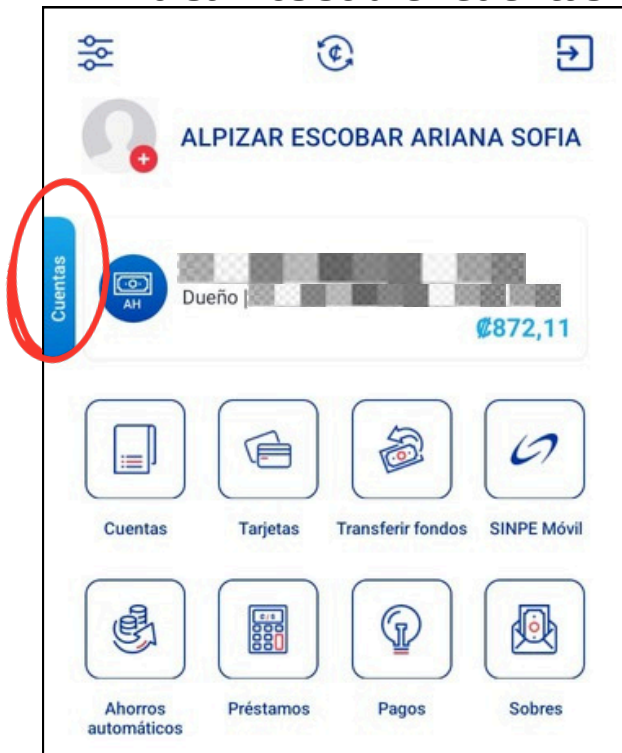 ALPIZAR ESCOBAR ARIANA SOFIA
Cuentas
AH
Dueño |
₡872,11
Cuentas
Tarjetas
Transferir fondos
SINPE Móvil
Ahorros
automáticos
Préstamos
Pagos
Sobres